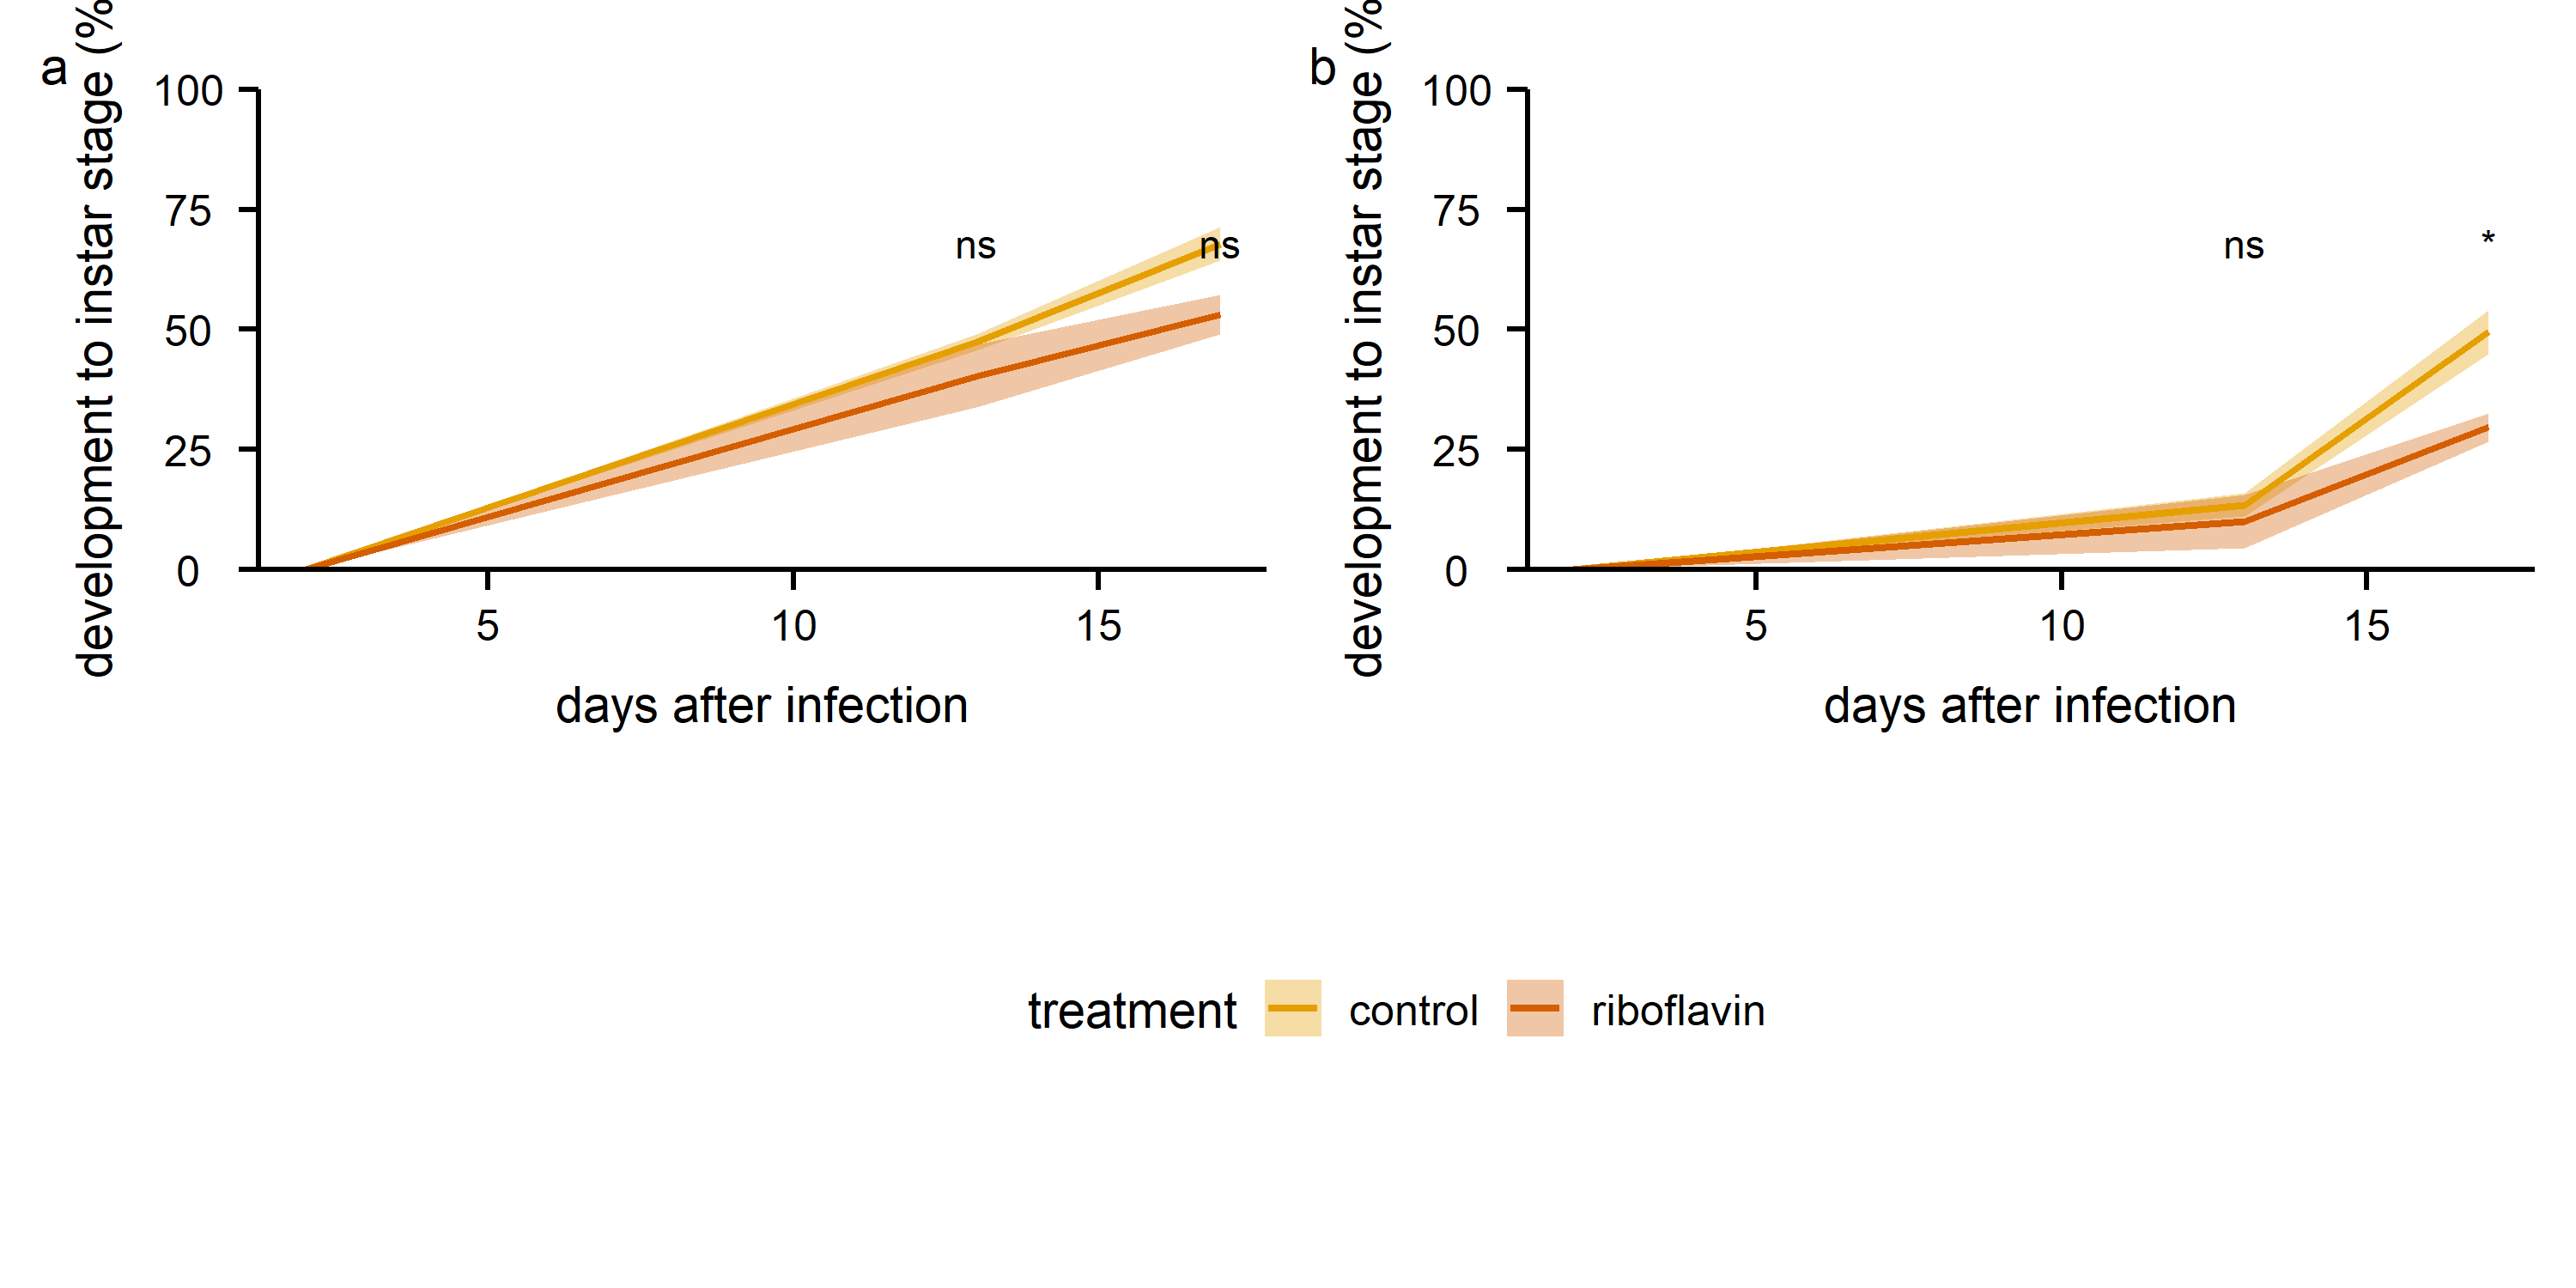 a
development to instar stage (%
100
75
50
25
0
ns
ns
5
10
15
days after infection
b
development to instar stage (%
100
75
50
25
0
ns
*
5
10
15
days after infection
treatment control riboflavin